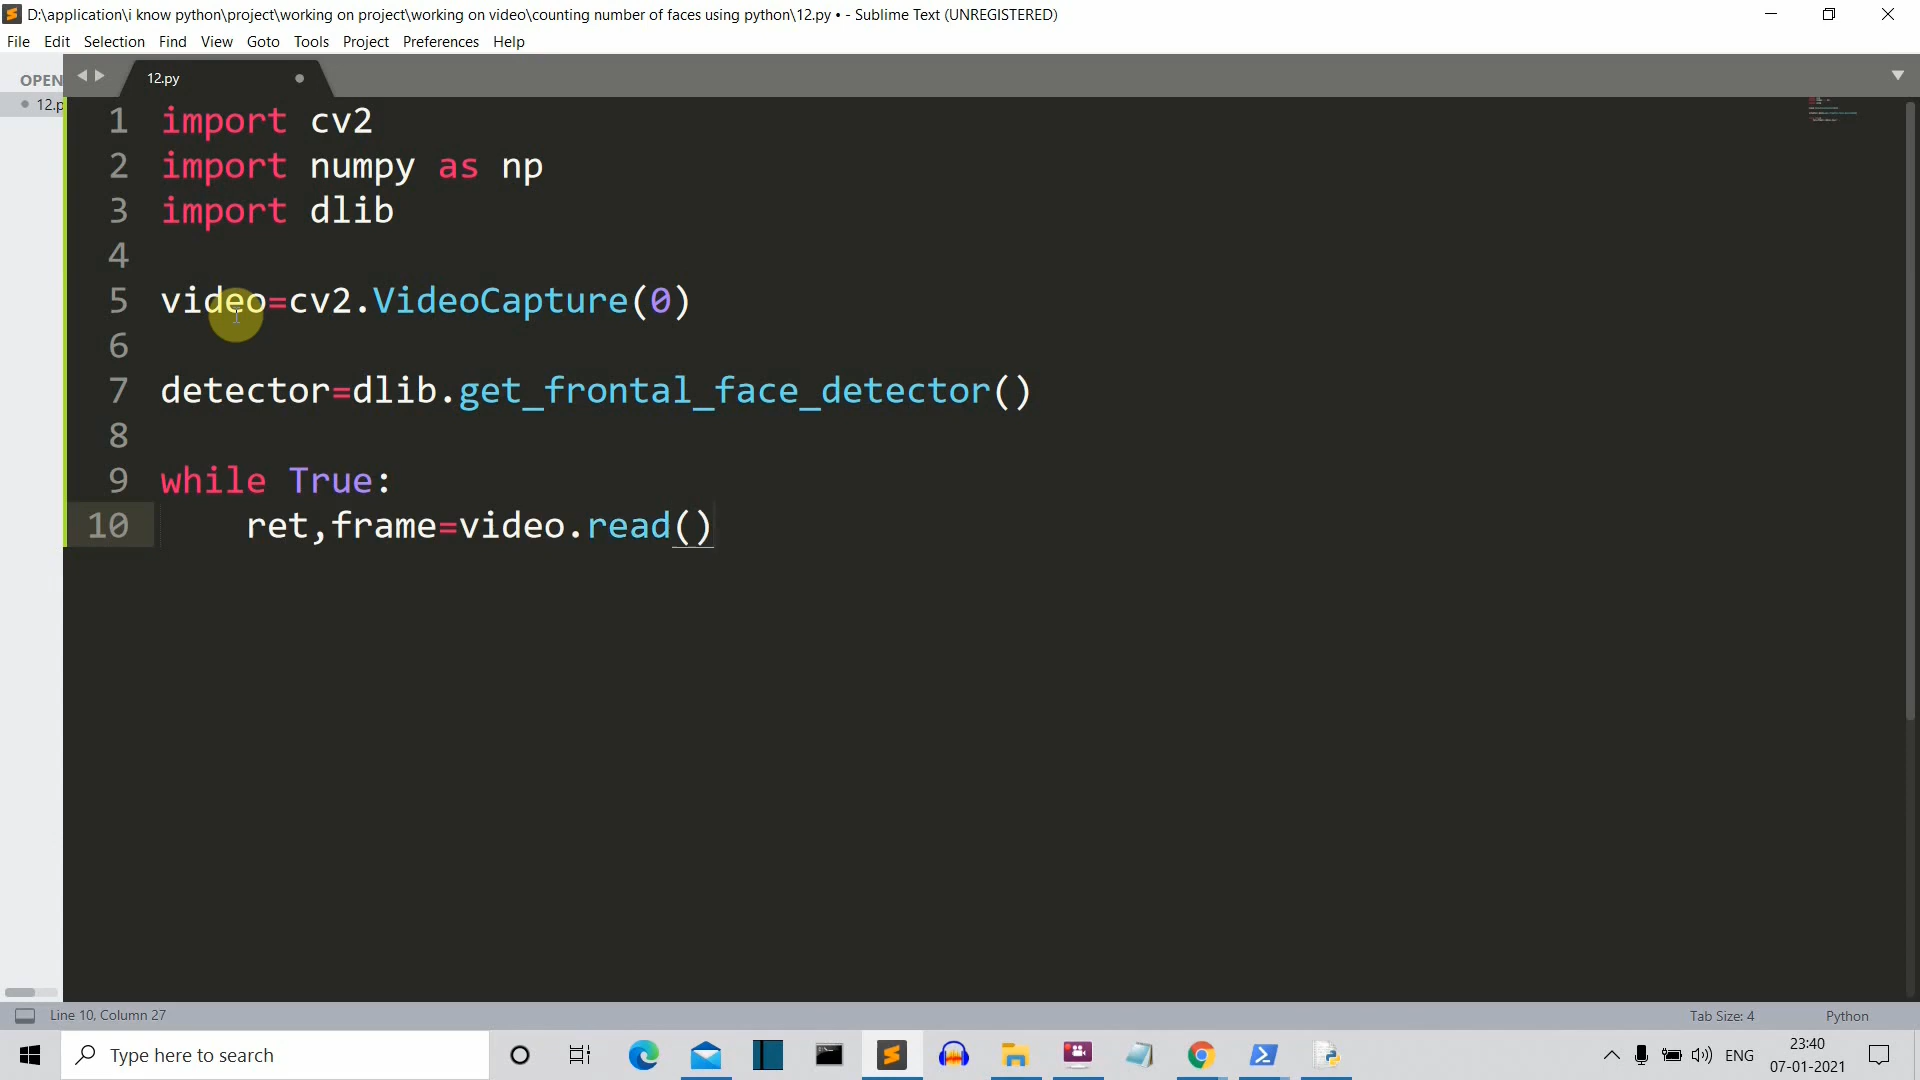 D:\application\i know python\project\working on project\working on video\counting number of faces using python\12.py • - Sublime Text (UNREGISTERED)
File Edit Selection Find View Goto Tools Project Preferences Help
OPEN
12.py
12.p
1 import cv2
2 import numpy as np
3 import dlib
4
5 video=cv2.VideoCapture(0)
6
7 detector=dlib.get_frontal_face_detector()
8
9 while True:
10 ret,frame=video.read()
Line 10, Column 27
Tab Size: 4
Python
Type here to search
ENG
23:40
07-01-2021